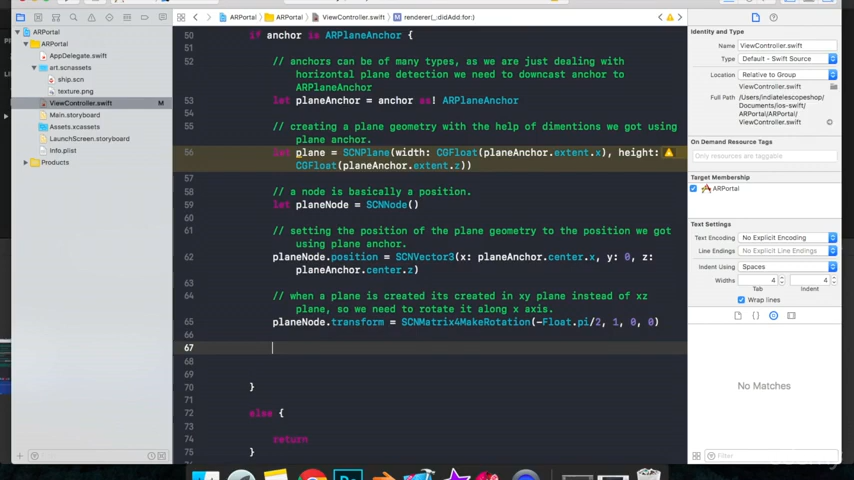 ARPortal
ARPortal
ViewController.swift
renderer(_:didAdd:for:)
ARPortal
ARPortal
AppDelegate.swift
art.scnassets
ship.scn
texture.png
ViewController.swift M
Main.storyboard
Assets.xcassets
LaunchScreen.storyboard
Info.plist
Products
50 if anchor is ARPlaneAnchor {
51
52 // anchors can be of many types, as we are just dealing with
horizontal plane detection we need to downcast anchor to
ARPlaneAnchor
53 let planeAnchor = anchor as! ARPlaneAnchor
54
55 // creating a plane geometry with the help of dimentions we got using
plane anchor.
56 let plane = SCNPlane(width: CGFloat(planeAnchor.extent.x), height:
CGFloat(planeAnchor.extent.z))
57
58 // a node is basically a position.
59 let planeNode = SCNNode()
60
61 // setting the position of the plane geometry to the position we got
using plane anchor.
62 planeNode.position = SCNVector3(x: planeAnchor.center.x, y: 0, z:
planeAnchor.center.z)
63
64 // when a plane is created its created in xy plane instead of xz
plane, so we need to rotate it along x axis.
65 planeNode.transform = SCNMatrix4MakeRotation(-Float.pi/2, 1, 0, 0)
66
67
68
70 }
71
72 else {
73
74 return
75 }
Identity and Type
Name ViewController.swift
Type Default - Swift Source
Location Relative to Group
ViewController.swift
Full Path /Users/indiatelescopeshop/
Documents/ios-swift/
ARPortal/ARPortal/
ViewController.swift
On Demand Resource Tags
Only resources are taggable
Target Membership
ARPortal
Text Settings
Text Encoding No Explicit Encoding
Line Endings No Explicit Line Endings
Indent Using Spaces
Widths 4 4
Tab Indent
Wrap lines
No Matches
Filter